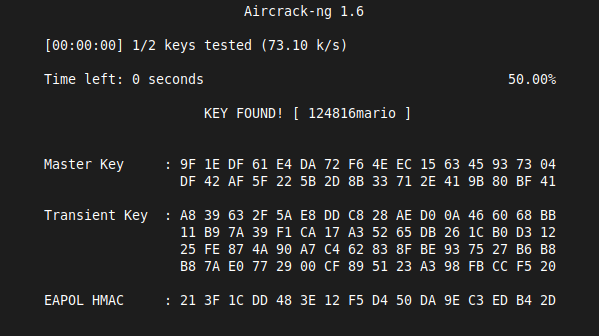 Aircrack-ng 1.6
[00:00:00] 1/2 keys tested (73.10 k/s)
Time left: 0 seconds 50.00%
KEY FOUND! [ 124816mario ]
Master Key : 9F 1E DF 61 E4 DA 72 F6 4E EC 15 63 45 93 73 04
DF 42 AF 5F 22 5B 2D 8B 33 71 2E 41 9B 80 BF 41
Transient Key : A8 39 63 2F 5A E8 DD C8 28 AE D0 0A 46 60 68 BB
11 B9 7A 39 F1 CA 17 A3 52 65 DB 26 1C B0 D3 12
25 FE 87 4A 90 A7 C4 62 83 8F BE 93 75 27 B6 B8
B8 7A E0 77 29 00 CF 89 51 23 A3 98 FB CC F5 20
EAPOL HMAC : 21 3F 1C DD 48 3E 12 F5 D4 50 DA 9E C3 ED B4 2D